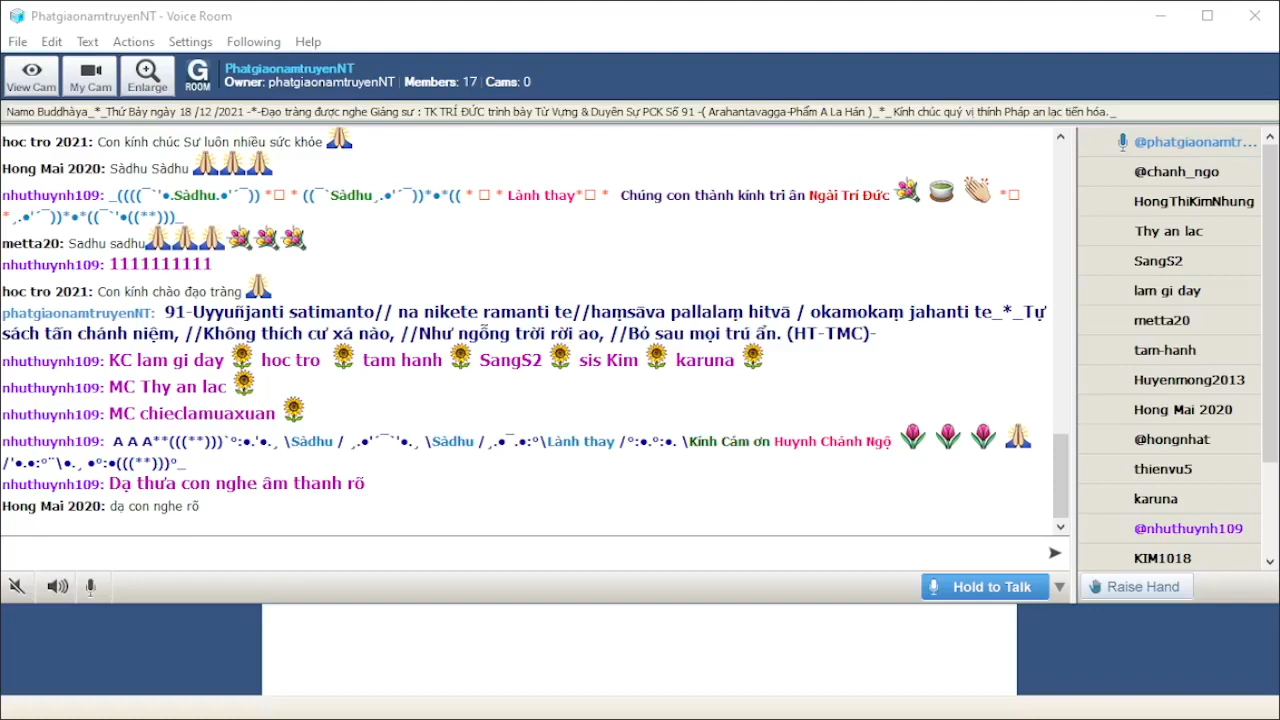 PhatgiaonamtruyenNT - Voice Room
File Edit Text Actions Settings Following Help
View Cam My Cam Enlarge G ROOM
PhatgiaonamtruyenNT
Owner: phatgiaonamtruyenNT | Members: 17 | Cams: 0
Namo Buddhàya_*_Thứ Bảy ngày 18 /12 /2021 -*-Đạo tràng được nghe Giảng sư : TK TRÍ ĐỨC trình bày Từ Vựng & Duyên Sự PCK Số 91 -( Arahantavagga-Phẩm A La Hán )_*_ Kính chúc quý vị thính Pháp an lạc tiến hóa._
hoc tro 2021: Con kính chúc Sư luôn nhiều sức khỏe
Hong Mai 2020: Sàdhu Sàdhu
nhuthuynh109: _((((¯`'●.Sàdhu.●'´¯)) *□ * ((¯`Sàdhu¸.●'´¯))*●*(( * □ * Lành thay*□ * Chúng con thành kính tri ân Ngài Trí Đức *□
*¸.●'´¯))*●*((¯`'●((**)))_
metta20: Sadhu sadhu
nhuthuynh109: 1111111111
hoc tro 2021: Con kính chào đạo tràng
phatgiaonamtruyenNT: 91-Uyyuñjanti satimanto// na nikete ramanti te//haṃsāva pallalaṃ hitvā / okamokaṃ jahanti te_*_Tự
sách tấn chánh niệm, //Không thích cư xá nào, //Như ngỗng trời rời ao, //Bỏ sau mọi trú ẩn. (HT-TMC)-
nhuthuynh109: KC lam gi day hoc tro tam hanh SangS2 sis Kim karuna
nhuthuynh109: MC Thy an lac
nhuthuynh109: MC chieclamuaxuan
nhuthuynh109: A A A**(((**)))`º:●.'●.¸ \Sàdhu / ¸.●'´¯`'●.¸ \Sàdhu /¸.●¯.●:º\Lành thay /º:●.º:●. \Kính Cám ơn Huynh Chánh Ngộ
/'●.●:º¨\●.¸ ●º:●(((**)))º_
nhuthuynh109: Dạ thưa con nghe âm thanh rõ
Hong Mai 2020: dạ con nghe rõ
Hold to Talk
@phatgiaonamtr...
@chanh_ngo
HongThiKimNhung
Thy an lac
SangS2
lam gi day
metta20
tam-hanh
Huyenmong2013
Hong Mai 2020
@hongnhat
thienvu5
karuna
@nhuthuynh109
KIM1018
Raise Hand